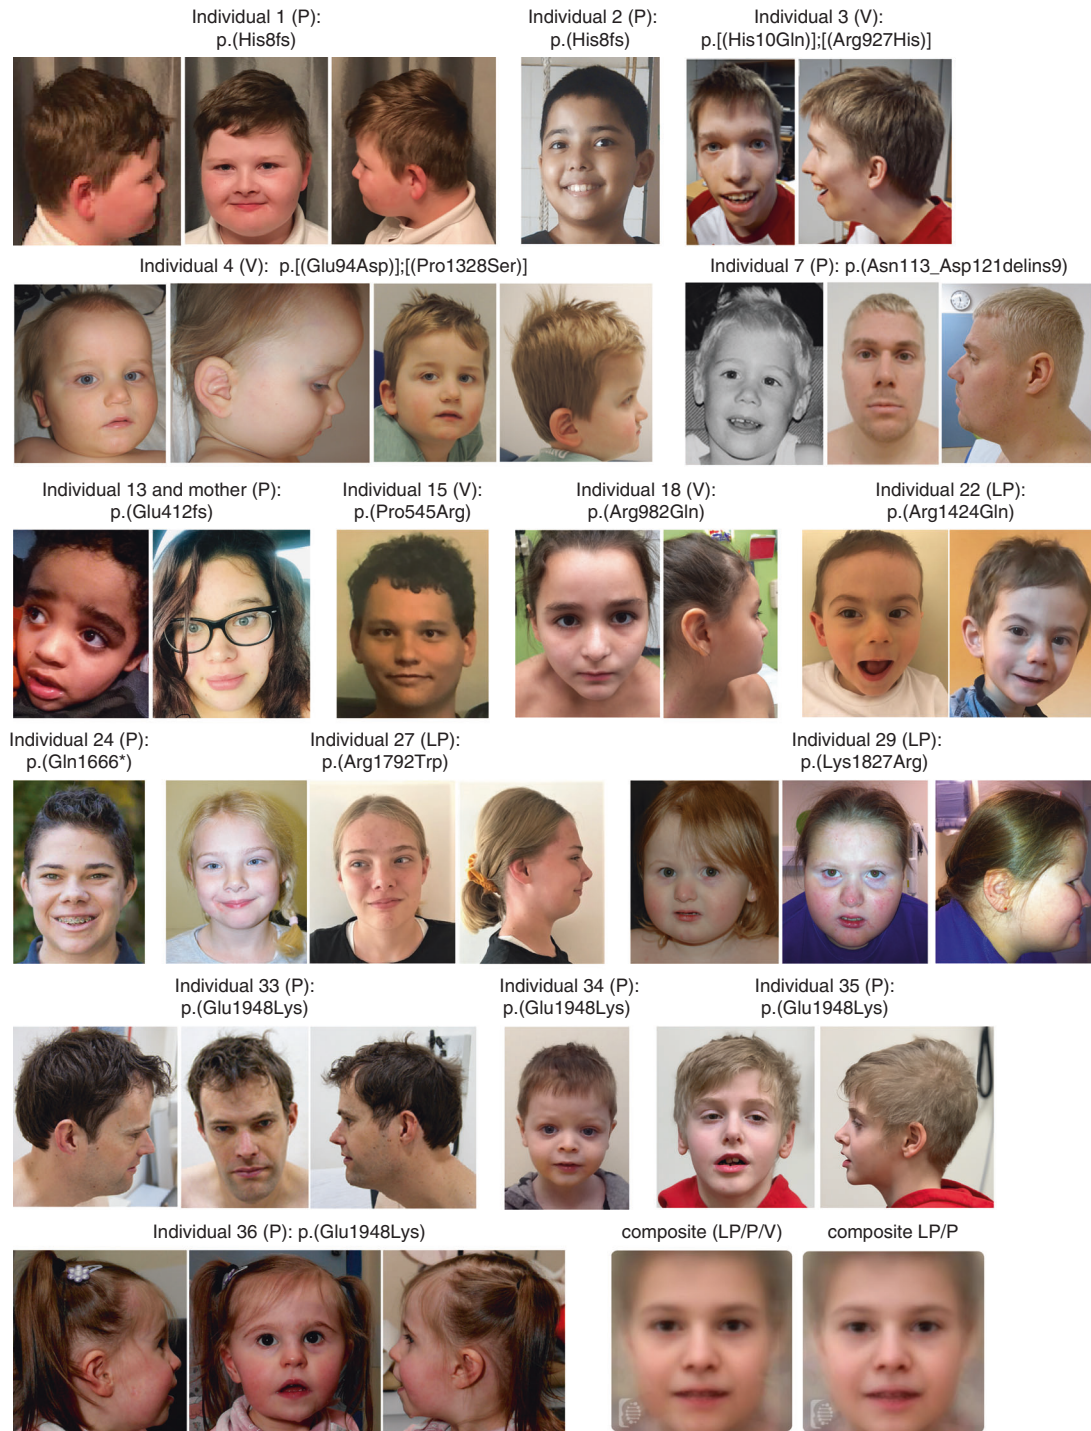 Individual 1 (P):
p.(His8fs)
Individual 2 (P):
p.(His8fs)
Individual 3 (V):
p.[(His10Gln)];[(Arg927His)]
Individual 4 (V): p.[(Glu94Asp)];[(Pro1328Ser)]
Individual 7 (P): p.(Asn113_Asp121delins9)
Individual 13 and mother (P):
p.(Glu412fs)
Individual 15 (V):
p.(Pro545Arg)
Individual 18 (V):
p.(Arg982Gln)
Individual 22 (LP):
p.(Arg1424Gln)
Individual 24 (P):
p.(Gln1666*)
Individual 27 (LP):
p.(Arg1792Trp)
Individual 29 (LP):
p.(Lys1827Arg)
Individual 33 (P):
p.(Glu1948Lys)
Individual 34 (P):
p.(Glu1948Lys)
Individual 35 (P):
p.(Glu1948Lys)
Individual 36 (P): p.(Glu1948Lys)
composite (LP/P/V)
composite LP/P